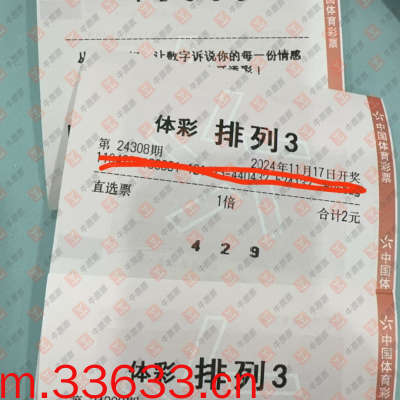 让数字诉说你的每一份情感
中国体育彩票
体彩 排列3
第 24308期
2024年11月17日开奖
直选票
1倍
合计2元
4 2 9
中国体育彩票
中国体
体彩 排列3
m.33633.cn